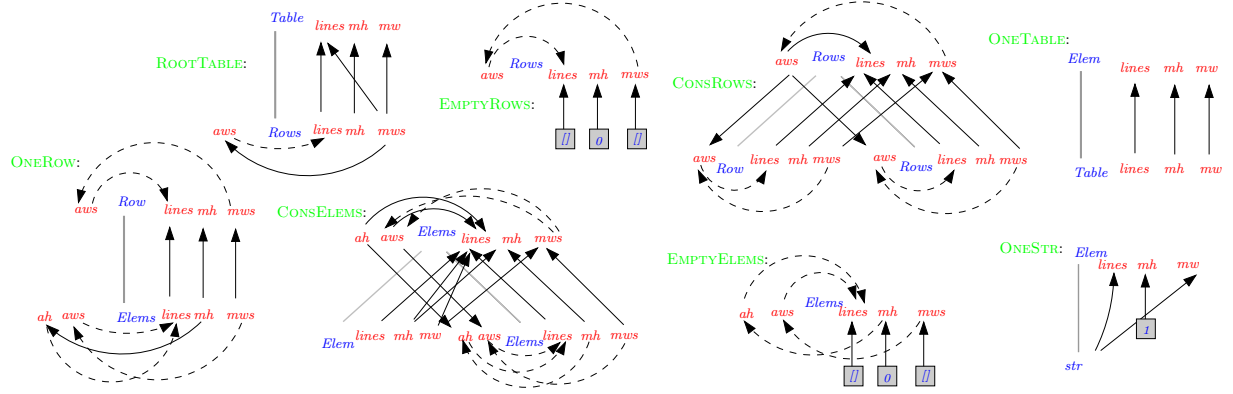 Table
lines mh mw
ROOTTABLE:
aws Rows lines mh mws
aws Rows lines mh mws
EMPTYROWS:
[] 0 []
aws Rows lines mh mws
CONSROWS:
aws Row lines mh mws aws Rows lines mh mws
ONETABLE:
Elem
lines mh mw
Table lines mh mw
ONEROW:
Row
aws lines mh mws
ah aws Elems lines mh mws
CONSELEMS:
ah aws Elems lines mh mws
Elem lines mh mw ah aws Elems lines mh mws
EMPTYELEMS:
ah aws Elems lines mh mws
[] 0 []
ONESTR:
Elem
lines mh mw
1
str